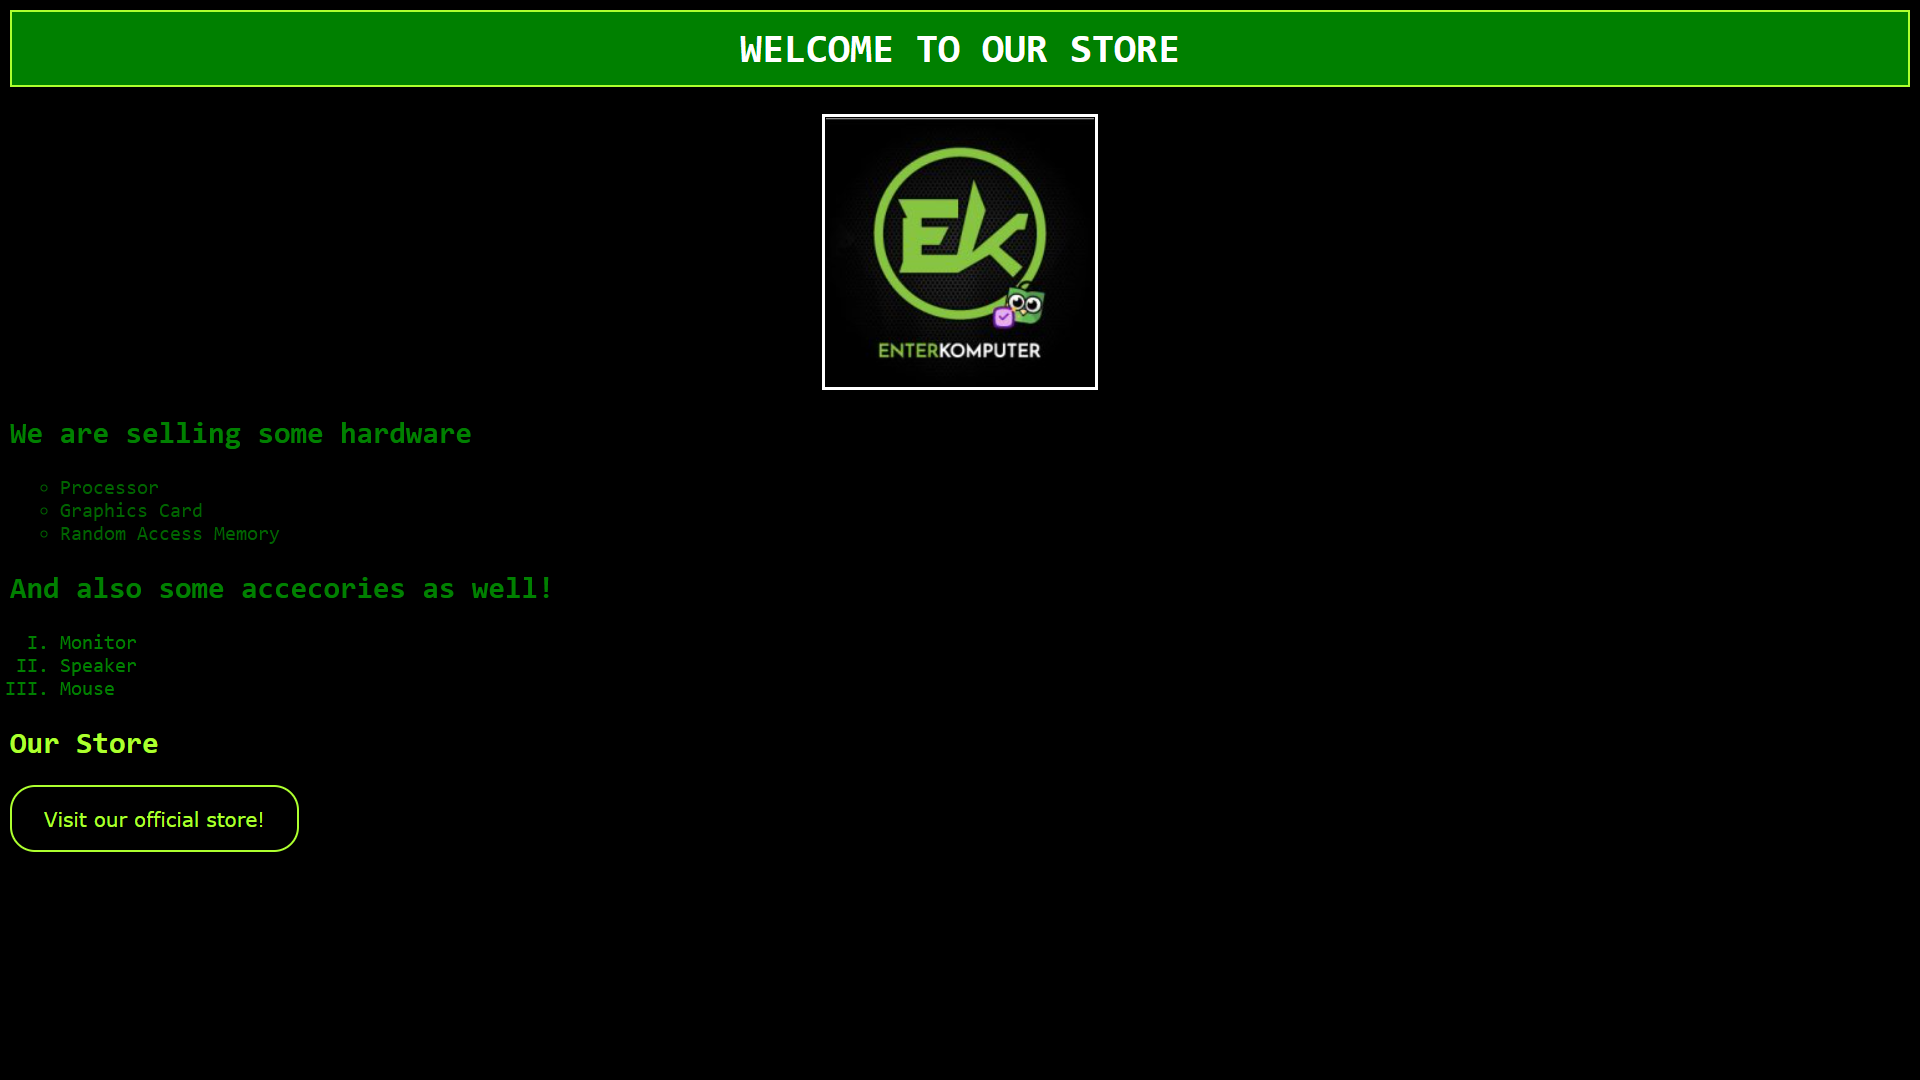 WELCOME TO OUR STORE
EK
ENTERKOMPUTER
We are selling some hardware
Processor
Graphics Card
Random Access Memory
And also some accecories as well!
I. Monitor
II. Speaker
III. Mouse
Our Store
Visit our official store!